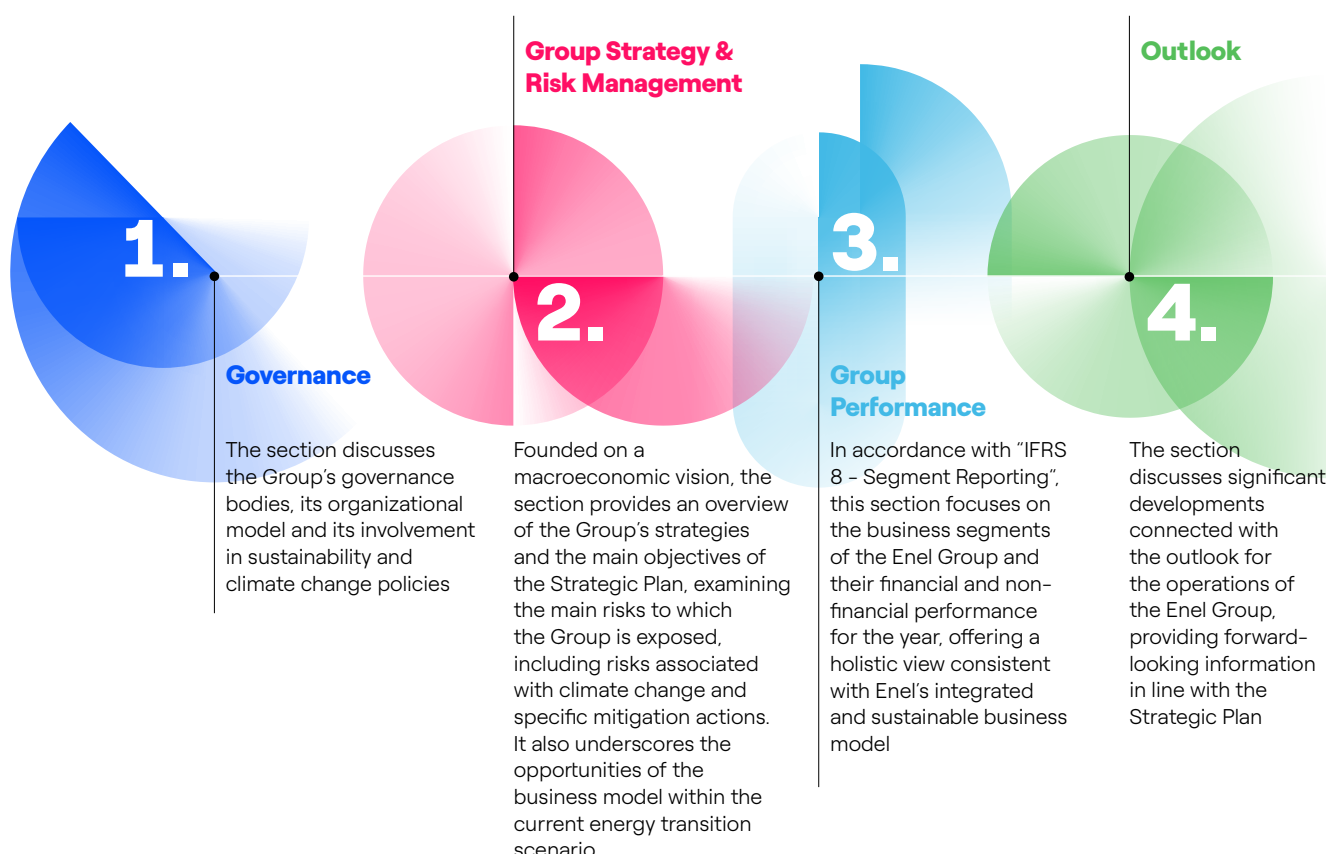 1.
Governance
The section discusses
the Group's governance
bodies, its organizational
model and its involvement
in sustainability and
climate change policies
Group Strategy &
Risk Management
2.
Founded on a
macroeconomic vision, the
section provides an overview
of the Group's strategies
and the main objectives of
the Strategic Plan, examining
the main risks to which
the Group is exposed,
including risks associated
with climate change and
specific mitigation actions.
It also underscores the
opportunities of the
business model within the
current energy transition
scenario
3.
Group
Performance
In accordance with “IFRS
8 - Segment Reporting”,
this section focuses on
the business segments
of the Enel Group and
their financial and non-
financial performance
for the year, offering a
holistic view consistent
with Enel's integrated
and sustainable business
model
Outlook
4.
The section
discusses significant
developments
connected with
the outlook for
the operations of
the Enel Group,
providing forward-
looking information
in line with the
Strategic Plan